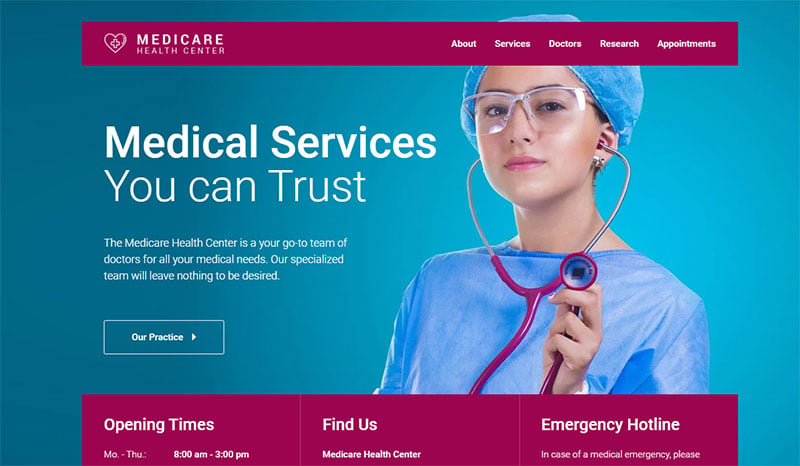 MEDICARE
HEALTH CENTER
About Services Doctors Research Appointments
Medical Services
You can Trust
The Medicare Health Center is a your go-to team of
doctors for all your medical needs. Our specialized
team will leave nothing to be desired.
Our Practice
Opening Times
Mo. - Thu.: 8:00 am - 3:00 pm
Find Us
Medicare Health Center
Emergency Hotline
In case of a medical emergency, please